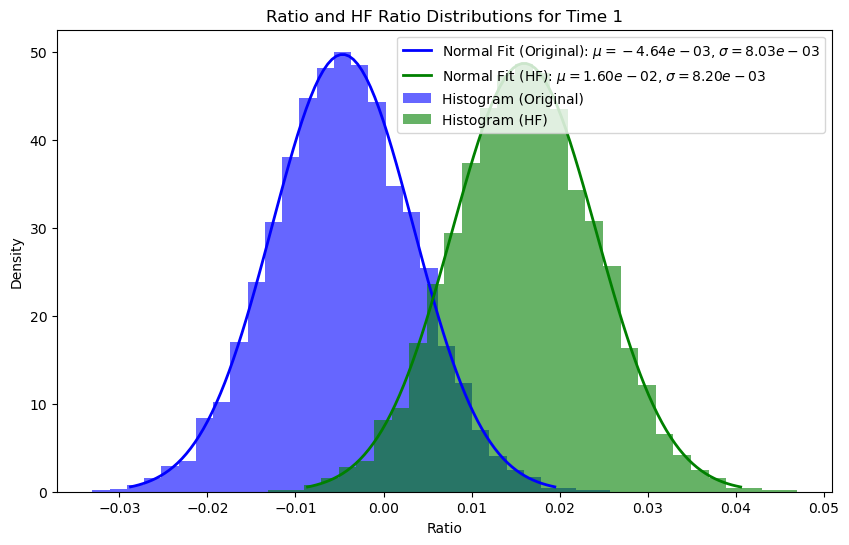 Ratio and HF Ratio Distributions for Time 1
Normal Fit (Original): μ = −4.64e − 03, σ = 8.03e − 03
Normal Fit (HF): μ = 1.60e − 02, σ = 8.20e − 03
Histogram (Original)
Histogram (HF)
50
40
30
20
10
0
Density
−0.03 −0.02 −0.01 0.00 0.01 0.02 0.03 0.04 0.05
Ratio